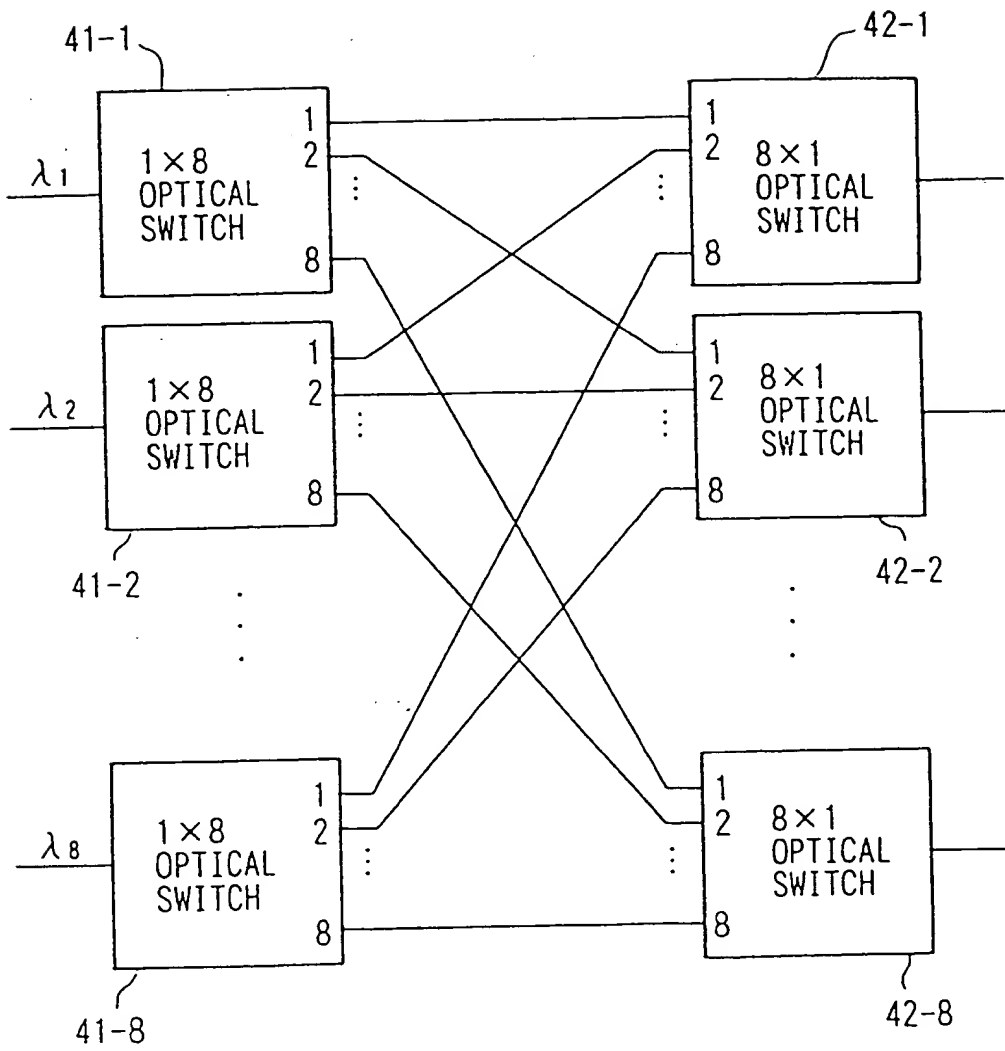 41-1
42-1
λ1
1×8
OPTICAL
SWITCH
1
2
8
1
2
8
8×1
OPTICAL
SWITCH
λ2
1×8
OPTICAL
SWITCH
1
2
8
1
2
8
8×1
OPTICAL
SWITCH
41-2
42-2
λ8
1×8
OPTICAL
SWITCH
1
2
8
1
2
8
8×1
OPTICAL
SWITCH
41-8
42-8